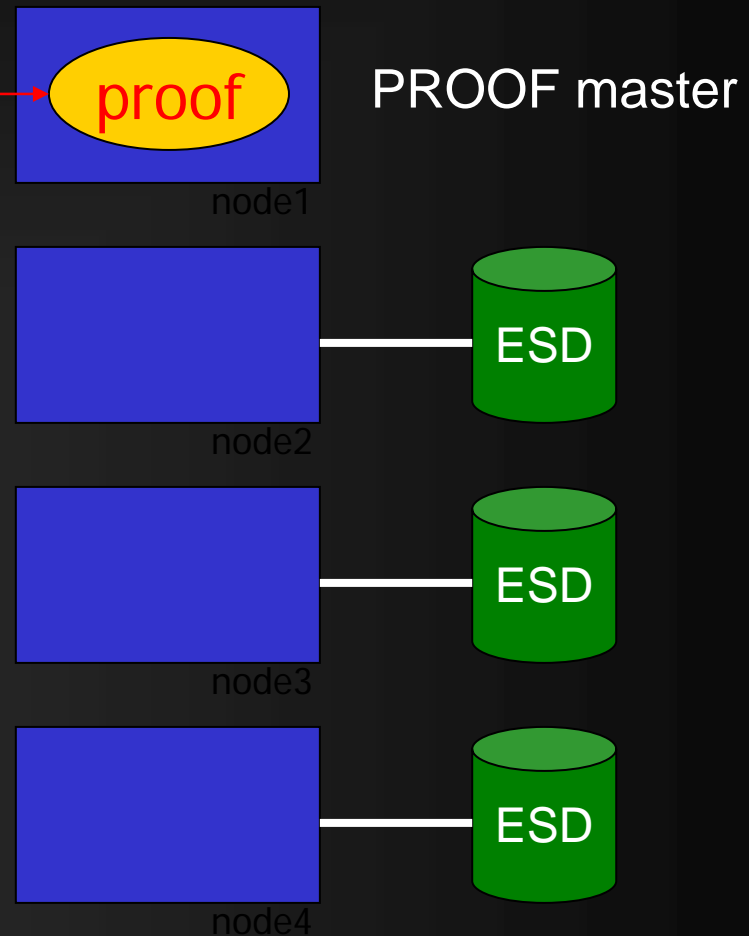 proof
PROOF master
node1
ESD
node2
ESD
node3
ESD
node4